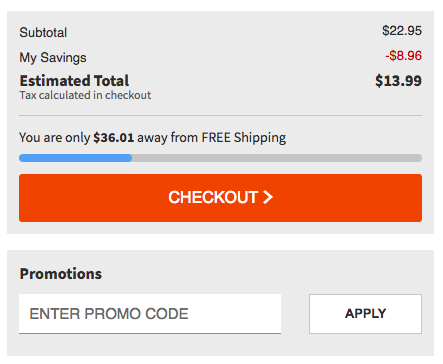 Subtotal $22.95
My Savings -$8.96
Estimated Total $13.99
Tax calculated in checkout
You are only $36.01 away from FREE Shipping
CHECKOUT >
Promotions
ENTER PROMO CODE APPLY